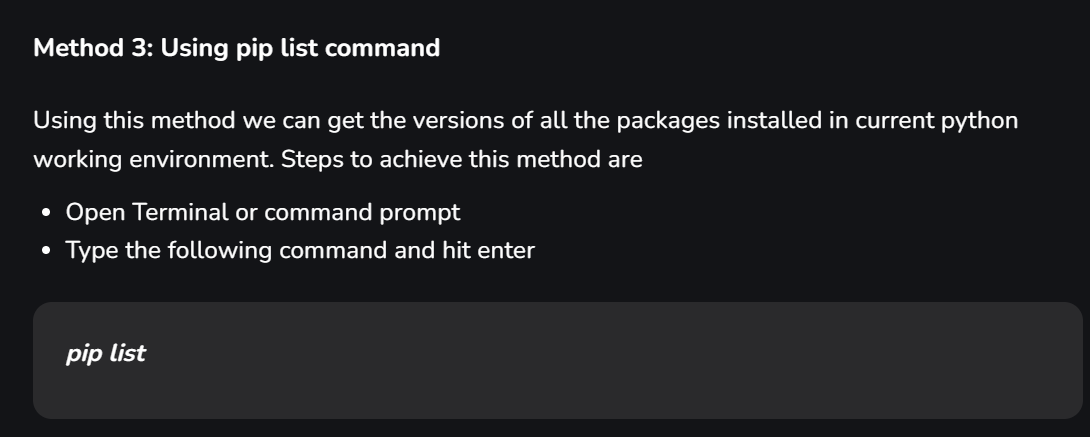 Method 3: Using pip list command
Using this method we can get the versions of all the packages installed in current python
working environment. Steps to achieve this method are
• Open Terminal or command prompt
• Type the following command and hit enter
pip list